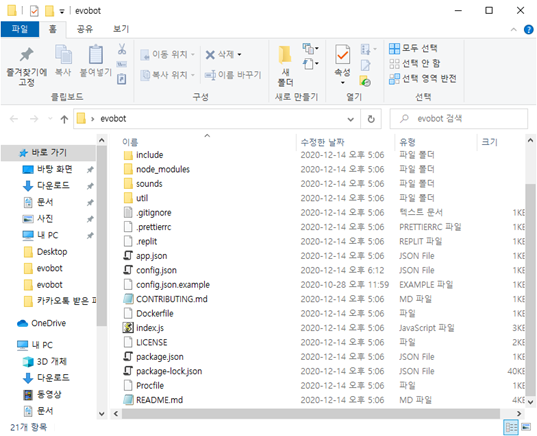 evobot
파일 홈 공유 보기
즐겨찾기에 고정
복사
붙여넣기
이동 위치
복사 위치
삭제
이름 바꾸기
새 폴더
속성
모두 선택
선택 안 함
선택 영역 반전
클립보드 구성 새로 만들기 열기 선택
evobot
evobot 검색
이름 수정한 날짜 유형 크기
바로 가기
바탕 화면
다운로드
문서
사진
내 PC
Desktop
evobot
evobot
카카오톡 받은 파
OneDrive
내 PC
3D 개체
다운로드
동영상
문서
include 2020-12-14 오후 5:06 파일 폴더
node_modules 2020-12-14 오후 5:06 파일 폴더
sounds 2020-12-14 오후 5:06 파일 폴더
util 2020-12-14 오후 5:06 파일 폴더
.gitignore 2020-12-14 오후 5:06 텍스트 문서 1KB
.prettierrc 2020-12-14 오후 5:06 PRETTIERRC 파일 1KB
.replit 2020-12-14 오후 5:06 REPLIT 파일 1KB
app.json 2020-12-14 오후 5:06 JSON File 1KB
config.json 2020-12-14 오후 6:12 JSON File 1KB
config.json.example 2020-10-28 오후 11:59 EXAMPLE 파일 1KB
CONTRIBUTING.md 2020-12-14 오후 5:06 MD 파일 1KB
Dockerfile 2020-12-14 오후 5:06 파일 1KB
index.js 2020-12-14 오후 5:06 JavaScript 파일 3KB
LICENSE 2020-12-14 오후 5:06 파일 2KB
package.json 2020-12-14 오후 5:06 JSON File 1KB
package-lock.json 2020-12-14 오후 5:06 JSON File 40KB
Procfile 2020-12-14 오후 5:06 파일 1KB
README.md 2020-12-14 오후 5:06 MD 파일 4KB
21개 항목